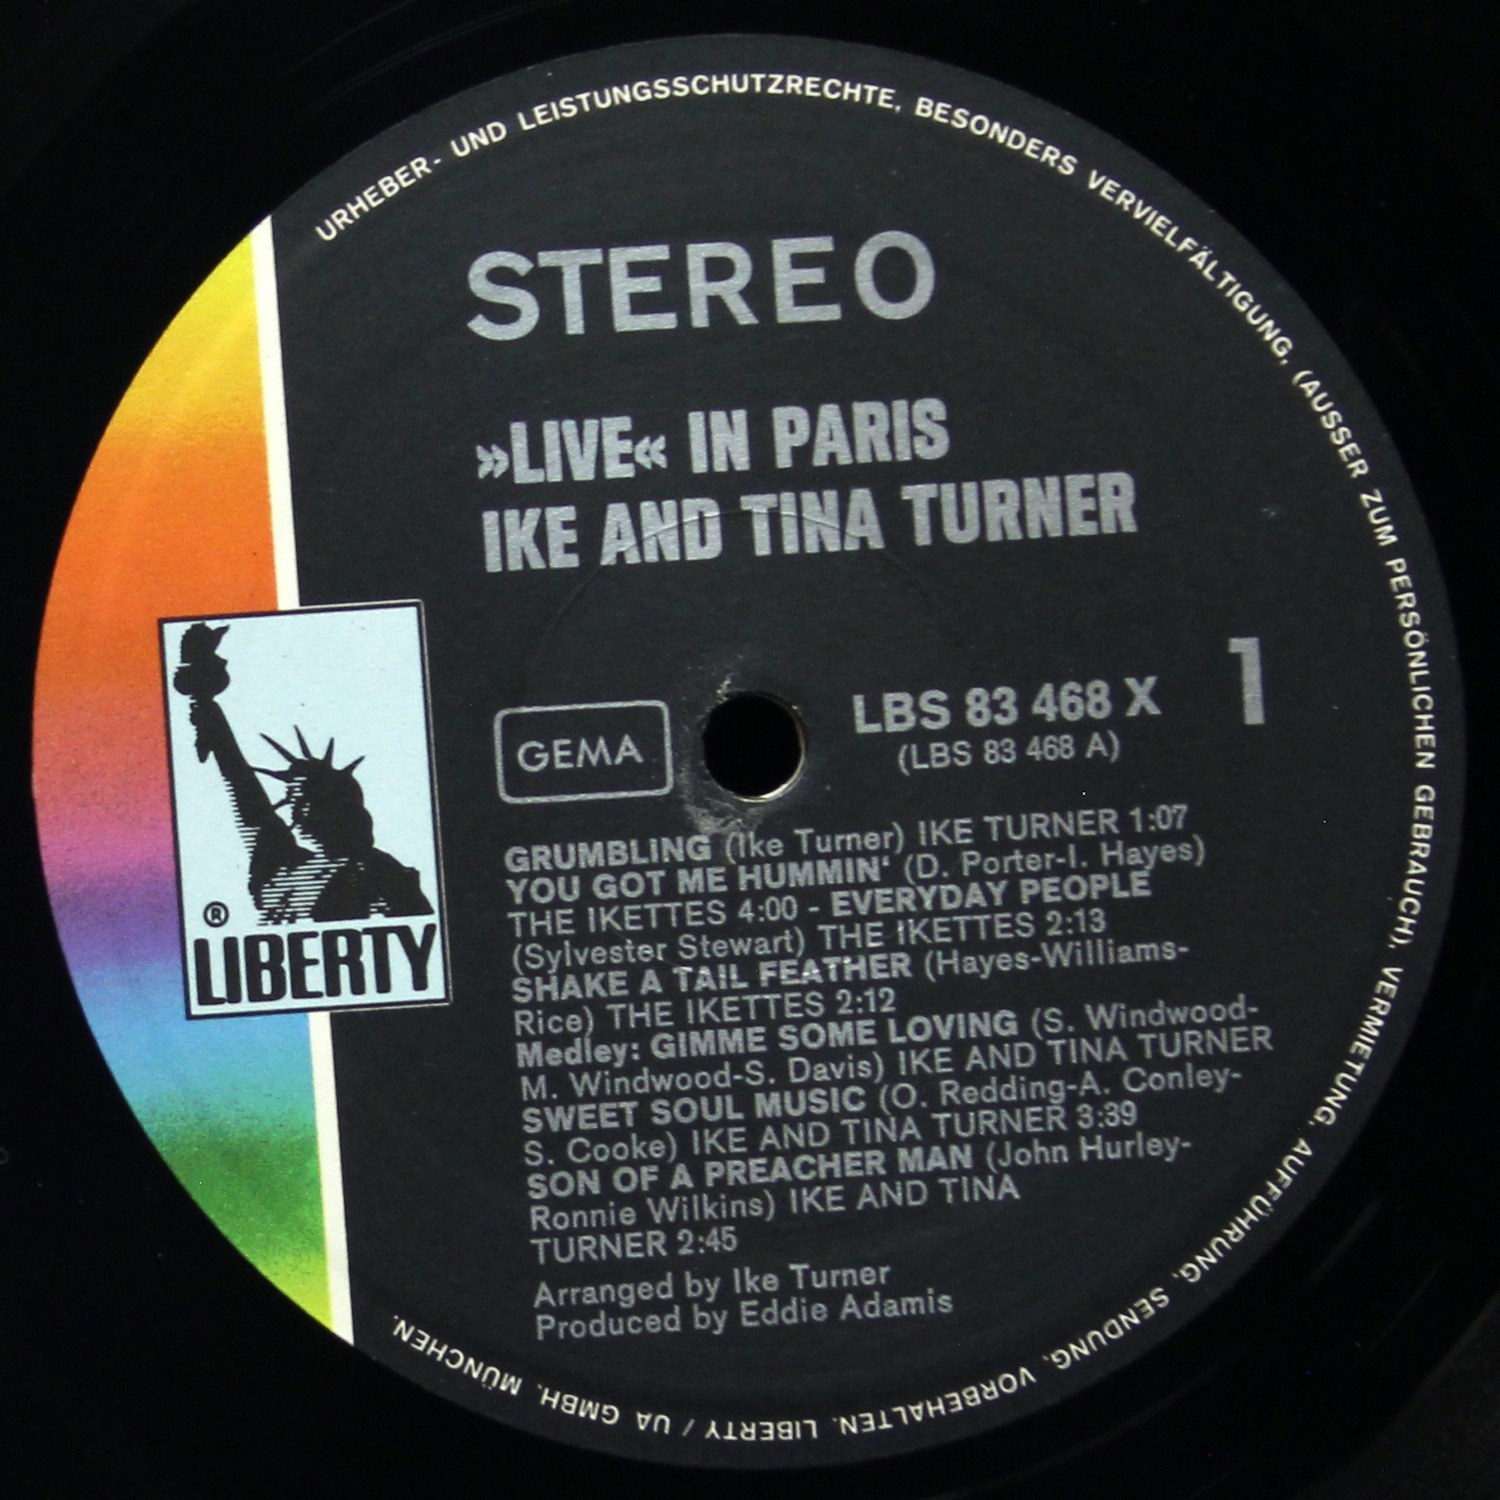 URHEBER- UND LEISTUNGSSCHUTZRECHTE, BESONDERS VERVIELFÄLTIGUNG, (AUSSER ZUM PERSÖNLICHEN GEBRAUCH), VERMIETUNG, AUFFÜHRUNG, SENDUNG, VORBEHALTEN. LIBERTY / UA GMBH. MÜNCHEN.
STEREO
»LIVE« IN PARIS
IKE AND TINA TURNER
1
GEMA
LBS 83 468 X
(LBS 83 468 A)
GRUMBLING (Ike Turner) IKE TURNER 1:07
YOU GOT ME HUMMIN' (D. Porter-I. Hayes)
THE IKETTES 4:00 - EVERYDAY PEOPLE
(Sylvester Stewart) THE IKETTES 2:13
SHAKE A TAIL FEATHER (Hayes-Williams-
Rice) THE IKETTES 2:12
Medley: GIMME SOME LOVING (S. Windwood-
M. Windwood-S. Davis) IKE AND TINA TURNER
SWEET SOUL MUSIC (O. Redding-A. Conley-
S. Cooke) IKE AND TINA TURNER 3:39
SON OF A PREACHER MAN (John Hurley-
Ronnie Wilkins) IKE AND TINA
TURNER 2:45
Arranged by Ike Turner
Produced by Eddie Adamis
®
LIBERTY